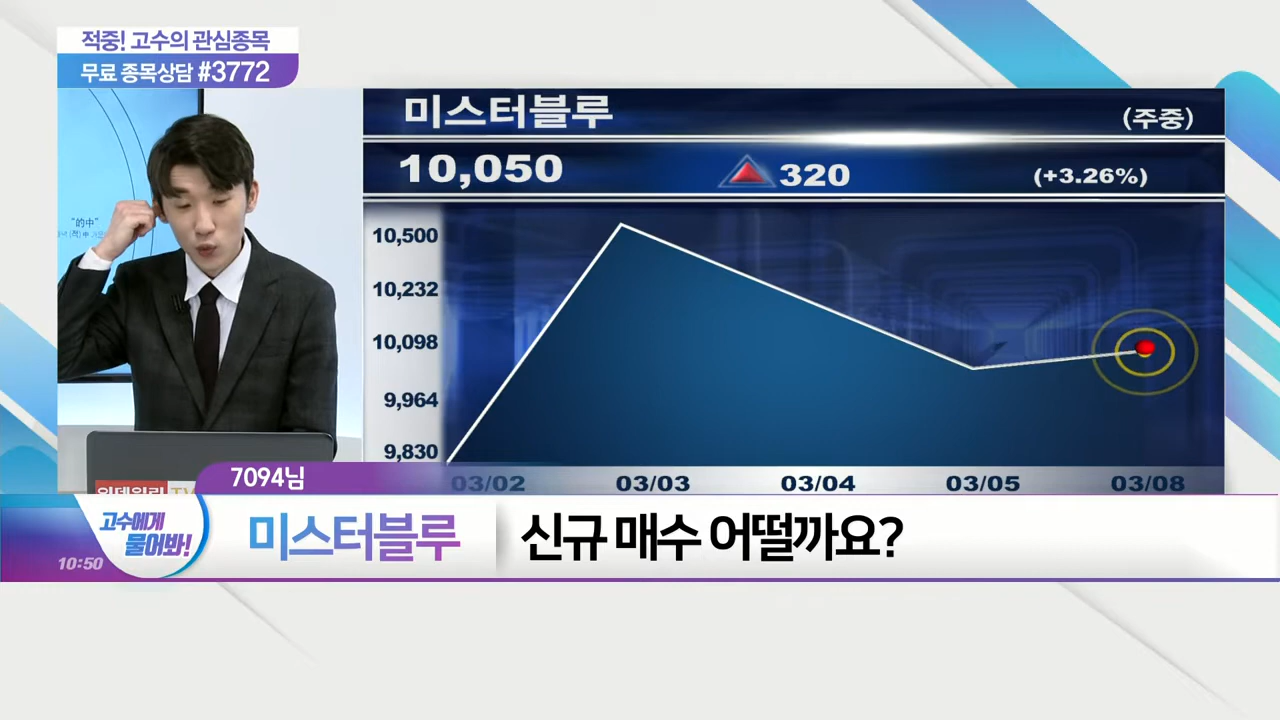 적중! 고수의 관심종목
무료 종목상담 #3772
"的中"
미스터블루
(주중)
10,050
320
(+3.26%)
10,500
10,232
10,098
9,964
9,830
03/02
03/03
03/04
03/05
03/08
TV
7094님
고수에게
물어봐!
10:50
미스터블루
신규 매수 어떨까요?